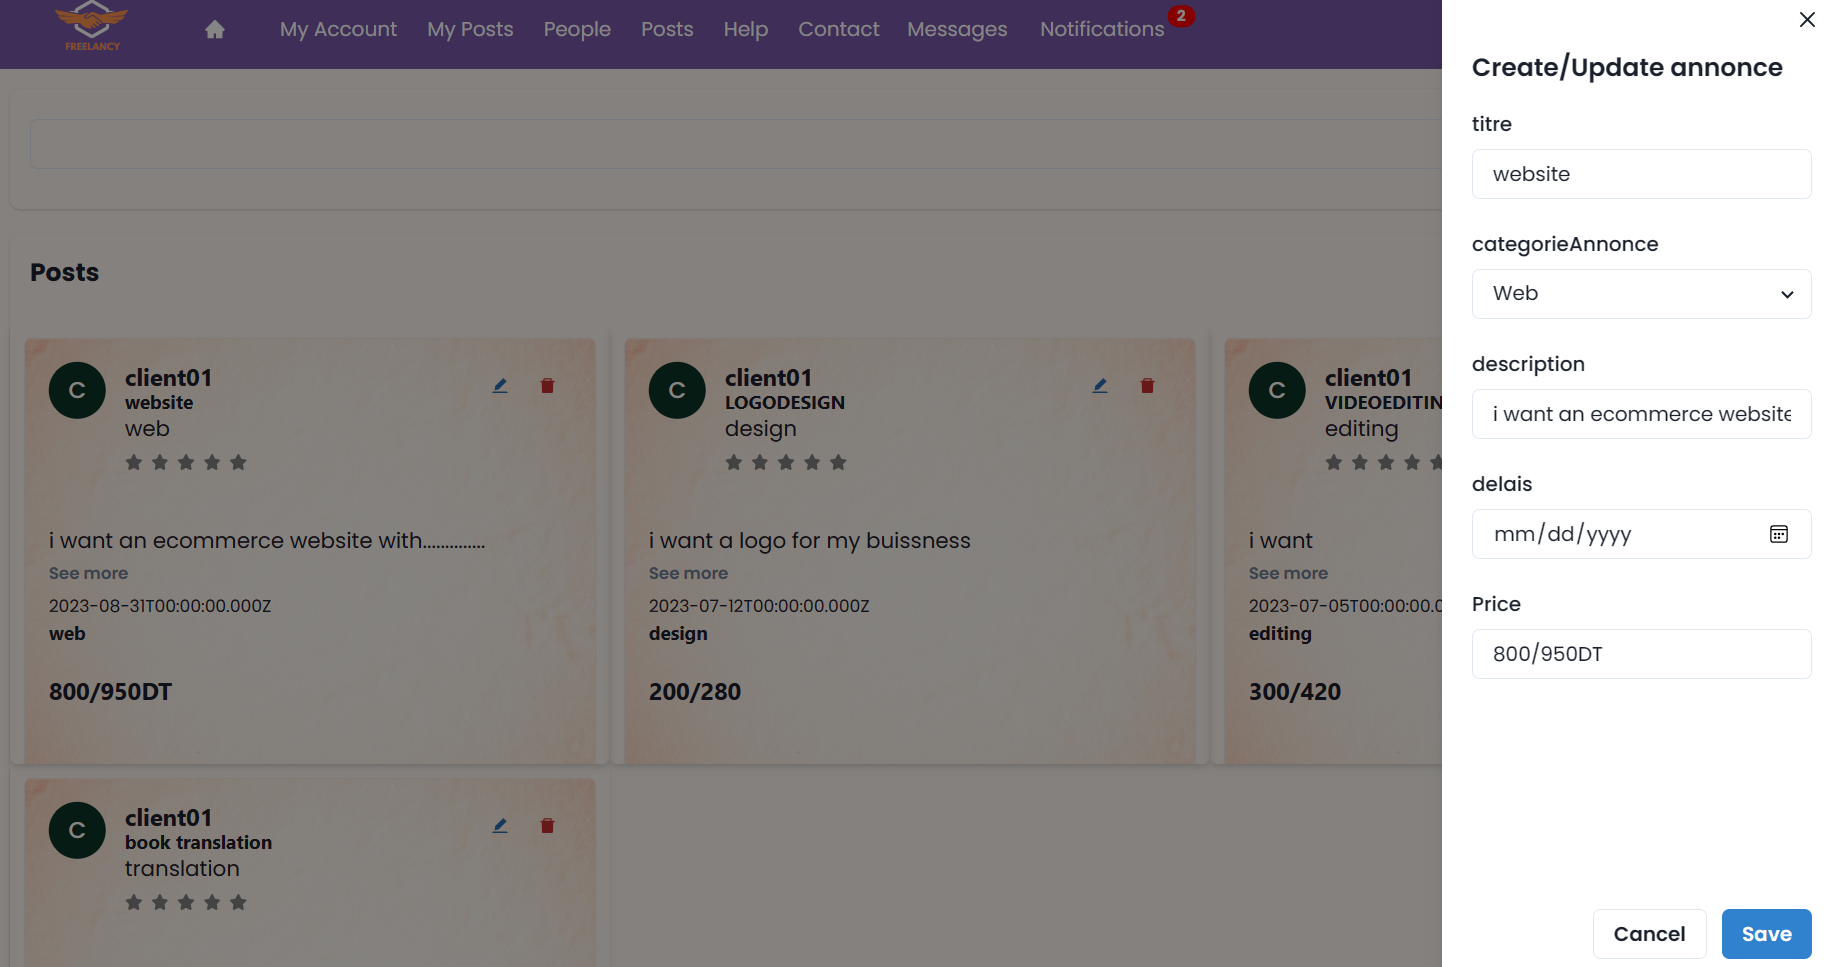 FREELANCY
My Account My Posts People Posts Help Contact Messages Notifications 2
Posts
C
client01
website
web
i want an ecommerce website with..............
See more
2023-08-31T00:00:00.000Z
web
800/950DT
C
client01
LOGODESIGN
design
i want a logo for my buissness
See more
2023-07-12T00:00:00.000Z
design
200/280
C
client01
VIDEOEDITIN
editing
i want
See more
2023-07-05T00:00:00.0
editing
300/420
C
client01
book translation
translation
Create/Update annonce
titre
website
categorieAnnonce
Web
description
i want an ecommerce website
delais
mm/dd/yyyy
Price
800/950DT
Cancel Save